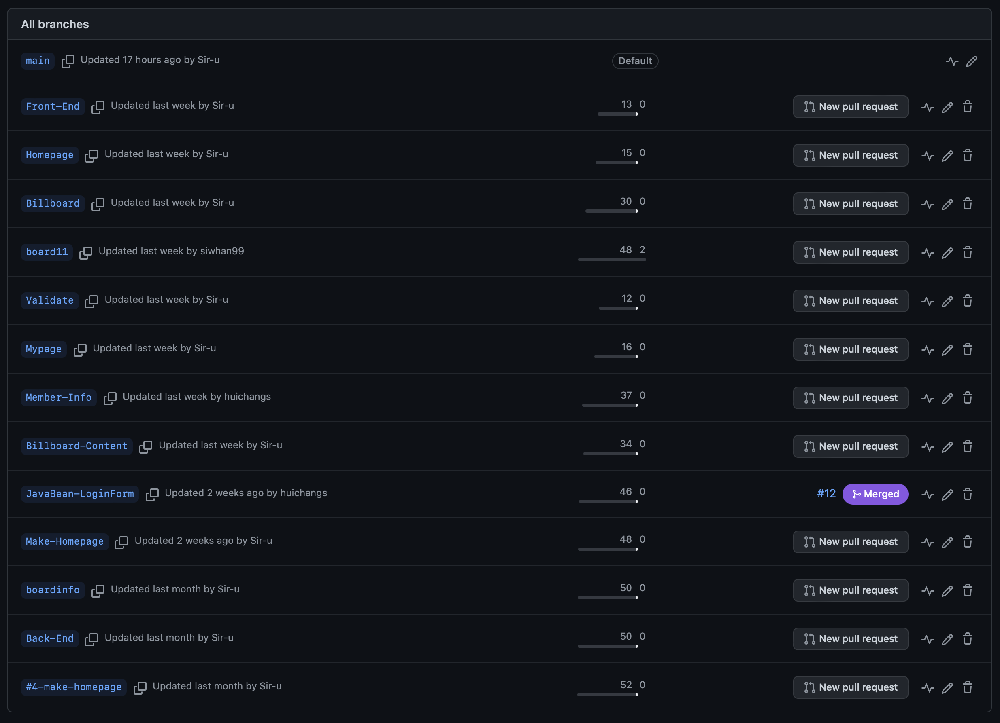 All branches
main Updated 17 hours ago by Sir-u Default
Front-End Updated last week by Sir-u 13 0 New pull request
Homepage Updated last week by Sir-u 15 0 New pull request
Billboard Updated last week by Sir-u 30 0 New pull request
board11 Updated last week by siwhan99 48 2 New pull request
Validate Updated last week by Sir-u 12 0 New pull request
Mypage Updated last week by Sir-u 16 0 New pull request
Member-Info Updated last week by huichangs 37 0 New pull request
Billboard-Content Updated last week by Sir-u 34 0 New pull request
JavaBean-LoginForm Updated 2 weeks ago by huichangs 46 0 #12 Merged
Make-Homepage Updated 2 weeks ago by Sir-u 48 0 New pull request
boardinfo Updated last month by Sir-u 50 0 New pull request
Back-End Updated last month by Sir-u 50 0 New pull request
#4-make-homepage Updated last month by Sir-u 52 0 New pull request